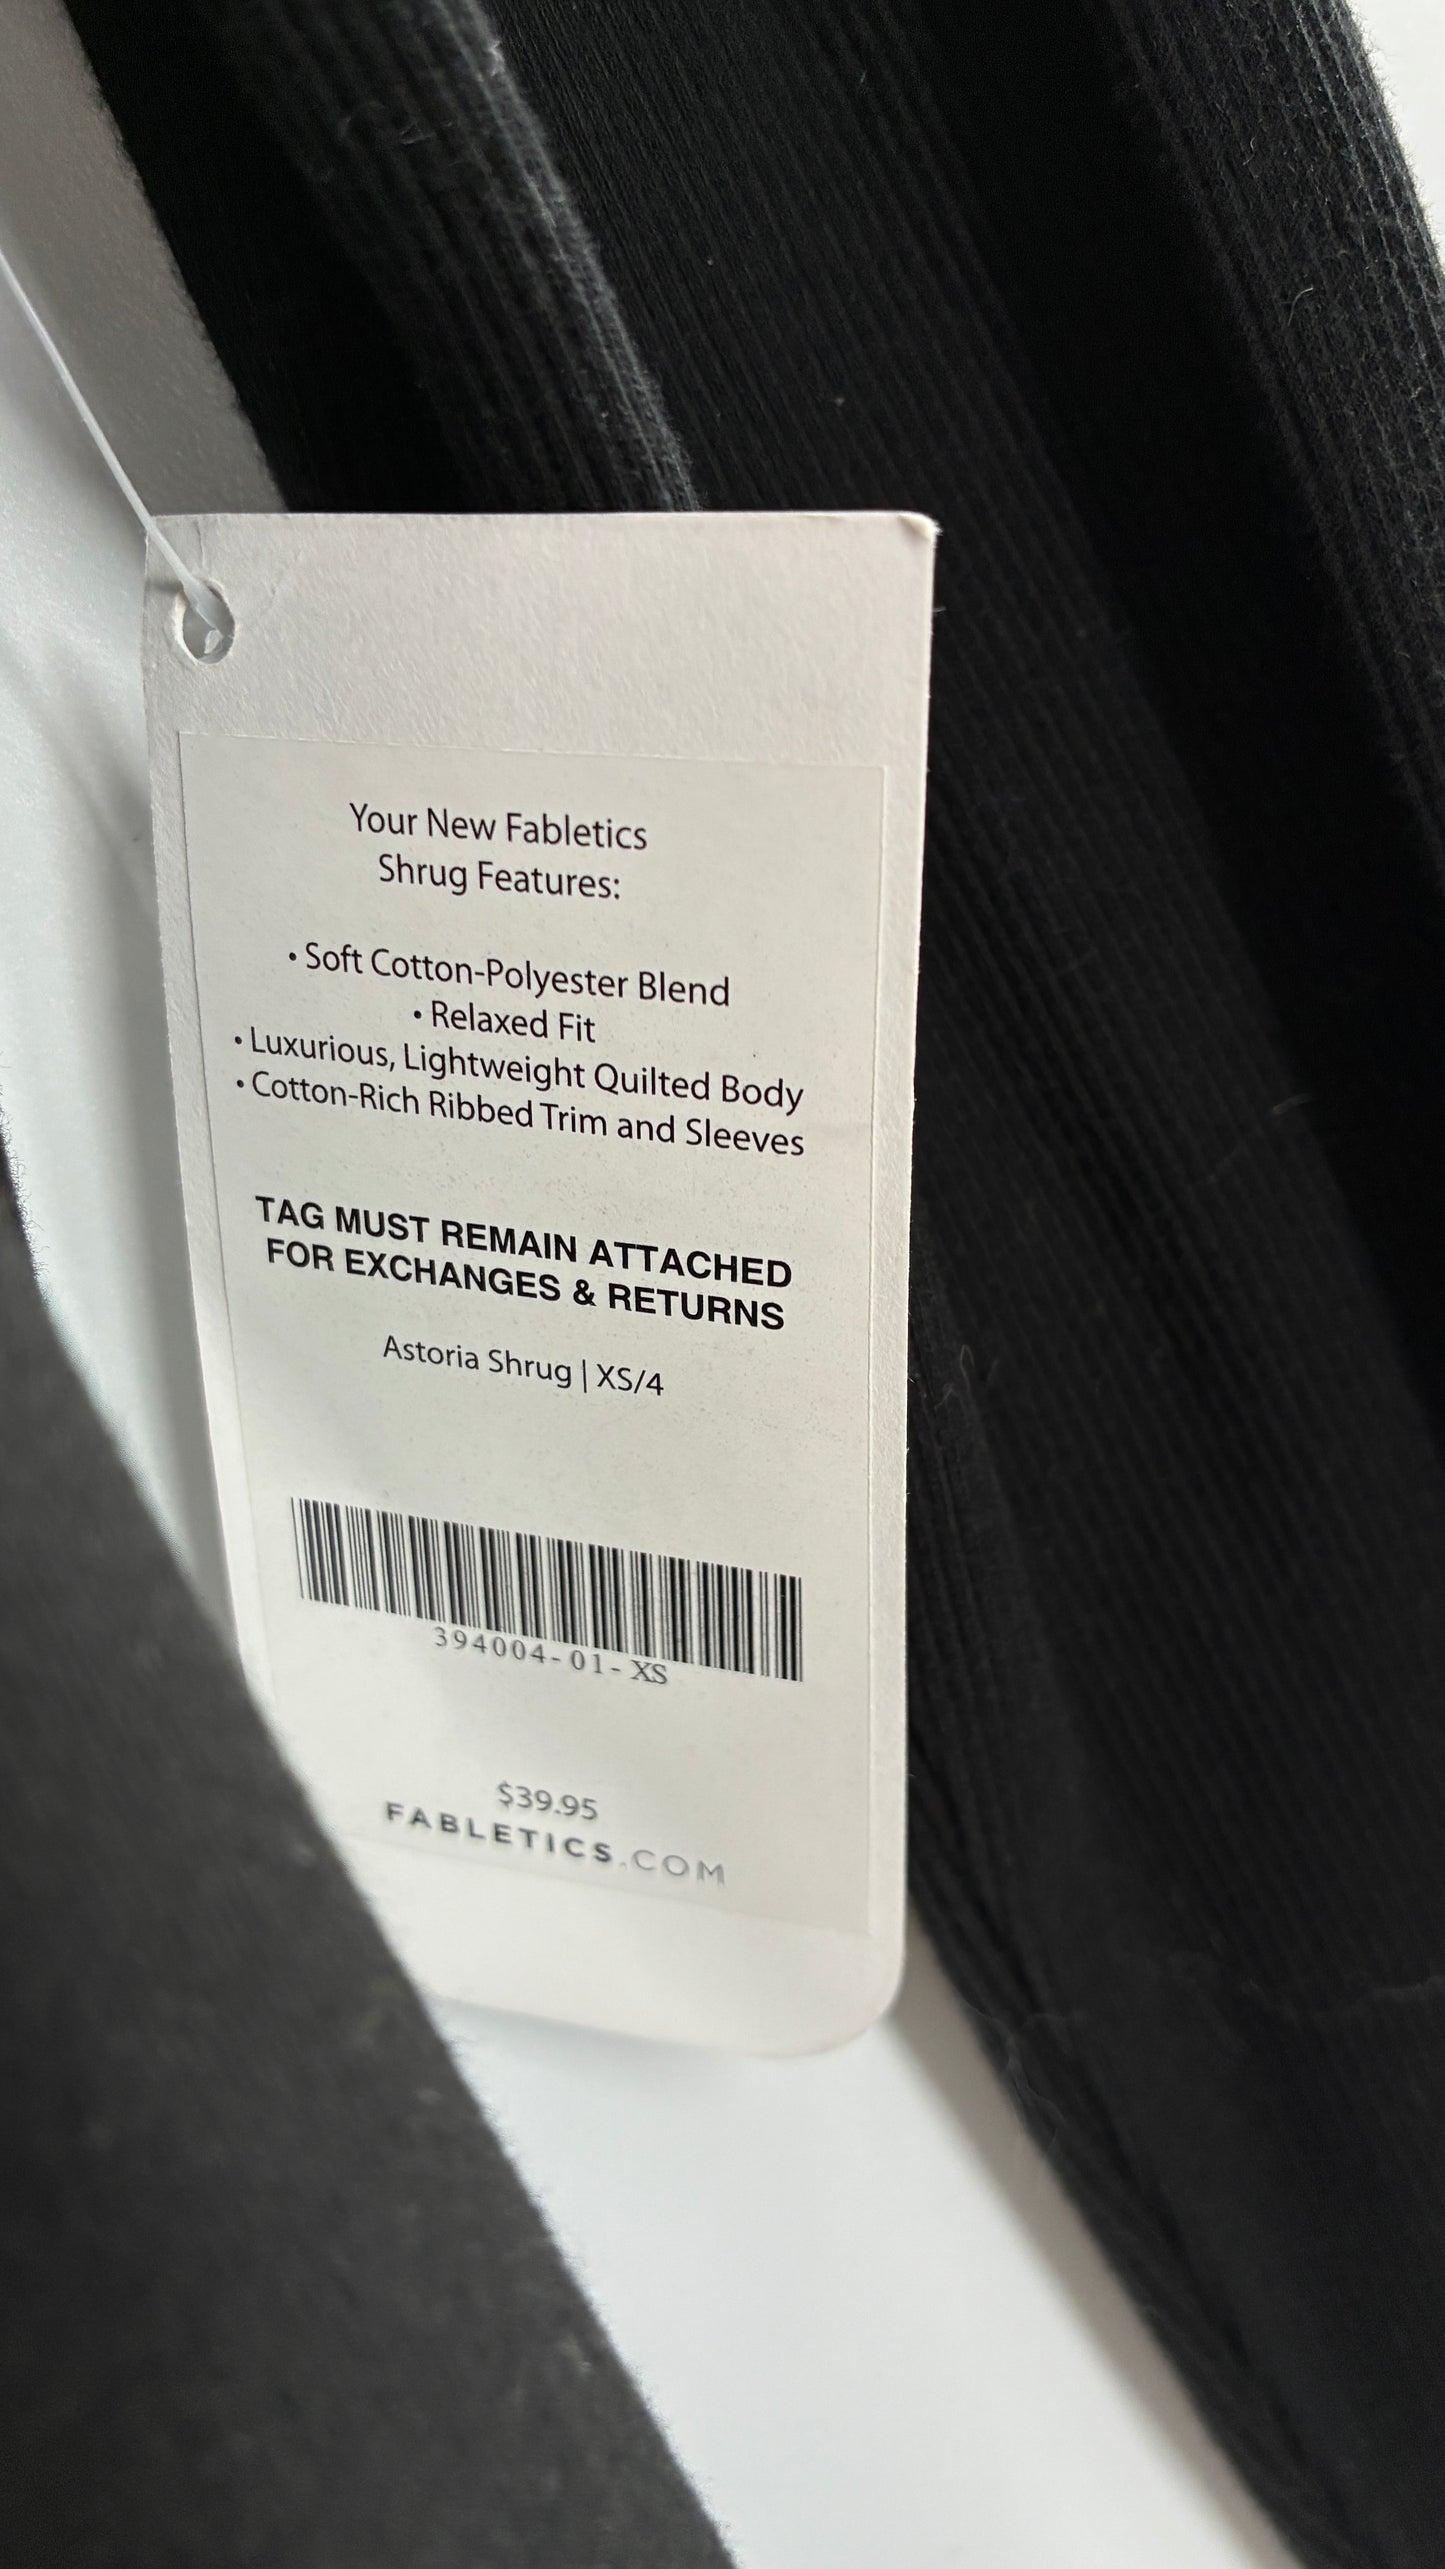 Your New Fabletics
Shrug Features:
• Soft Cotton-Polyester Blend
• Relaxed Fit
• Luxurious, Lightweight Quilted Body
• Cotton-Rich Ribbed Trim and Sleeves
TAG MUST REMAIN ATTACHED
FOR EXCHANGES & RETURNS
Astoria Shrug | XS/4
394004-01-XS
$39.95
FABLETICS.COM